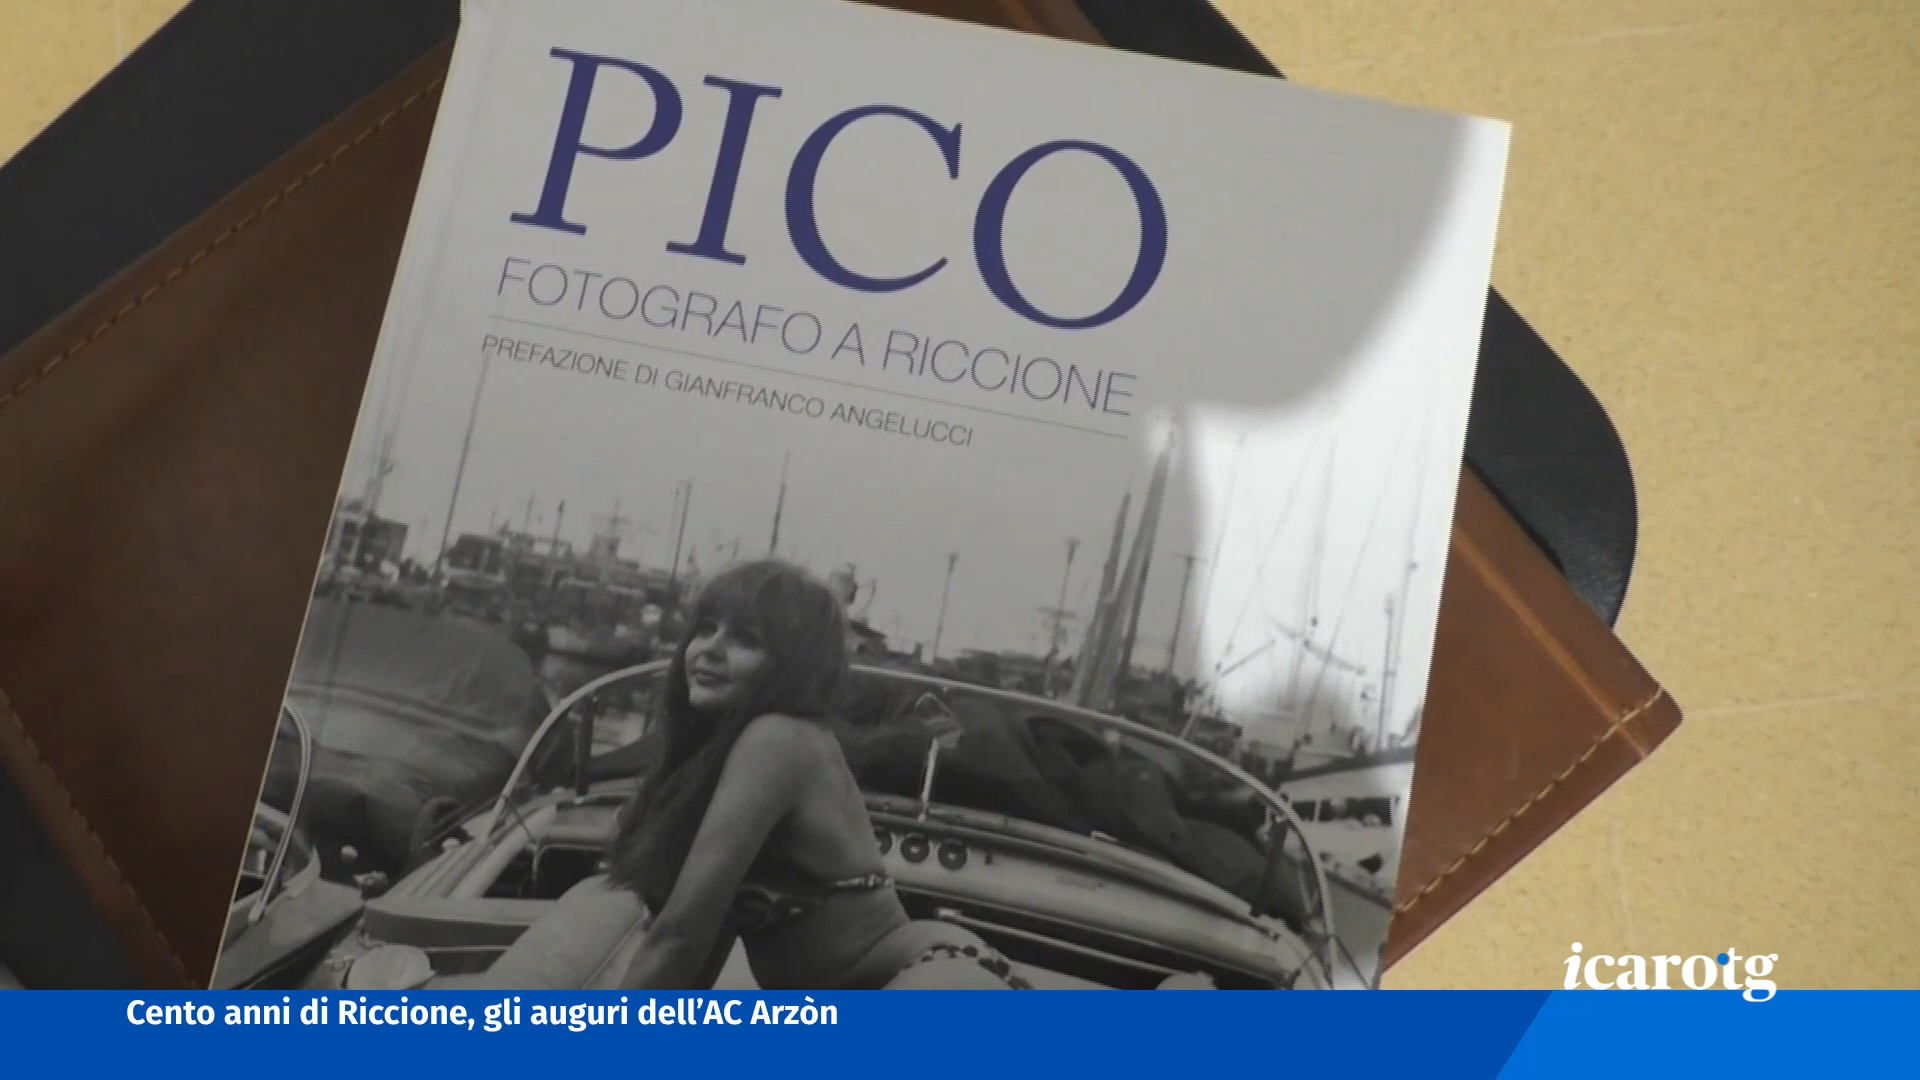 PICO
FOTOGRAFO A RICCIONE
PREFAZIONE DI GIANFRANCO ANGELUCCI
icarotg
Cento anni di Riccione, gli auguri dell’AC Arzòn